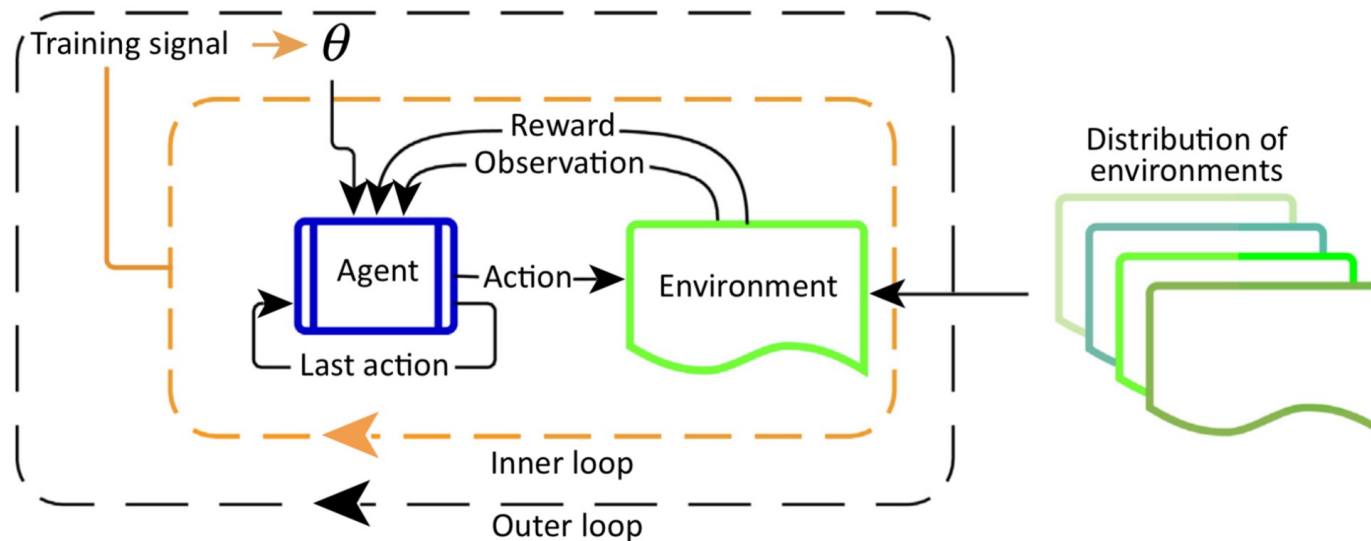 Training signal
θ
Reward
Observation
Distribution of
environments
Agent
Action
Environment
Last action
Inner loop
Outer loop